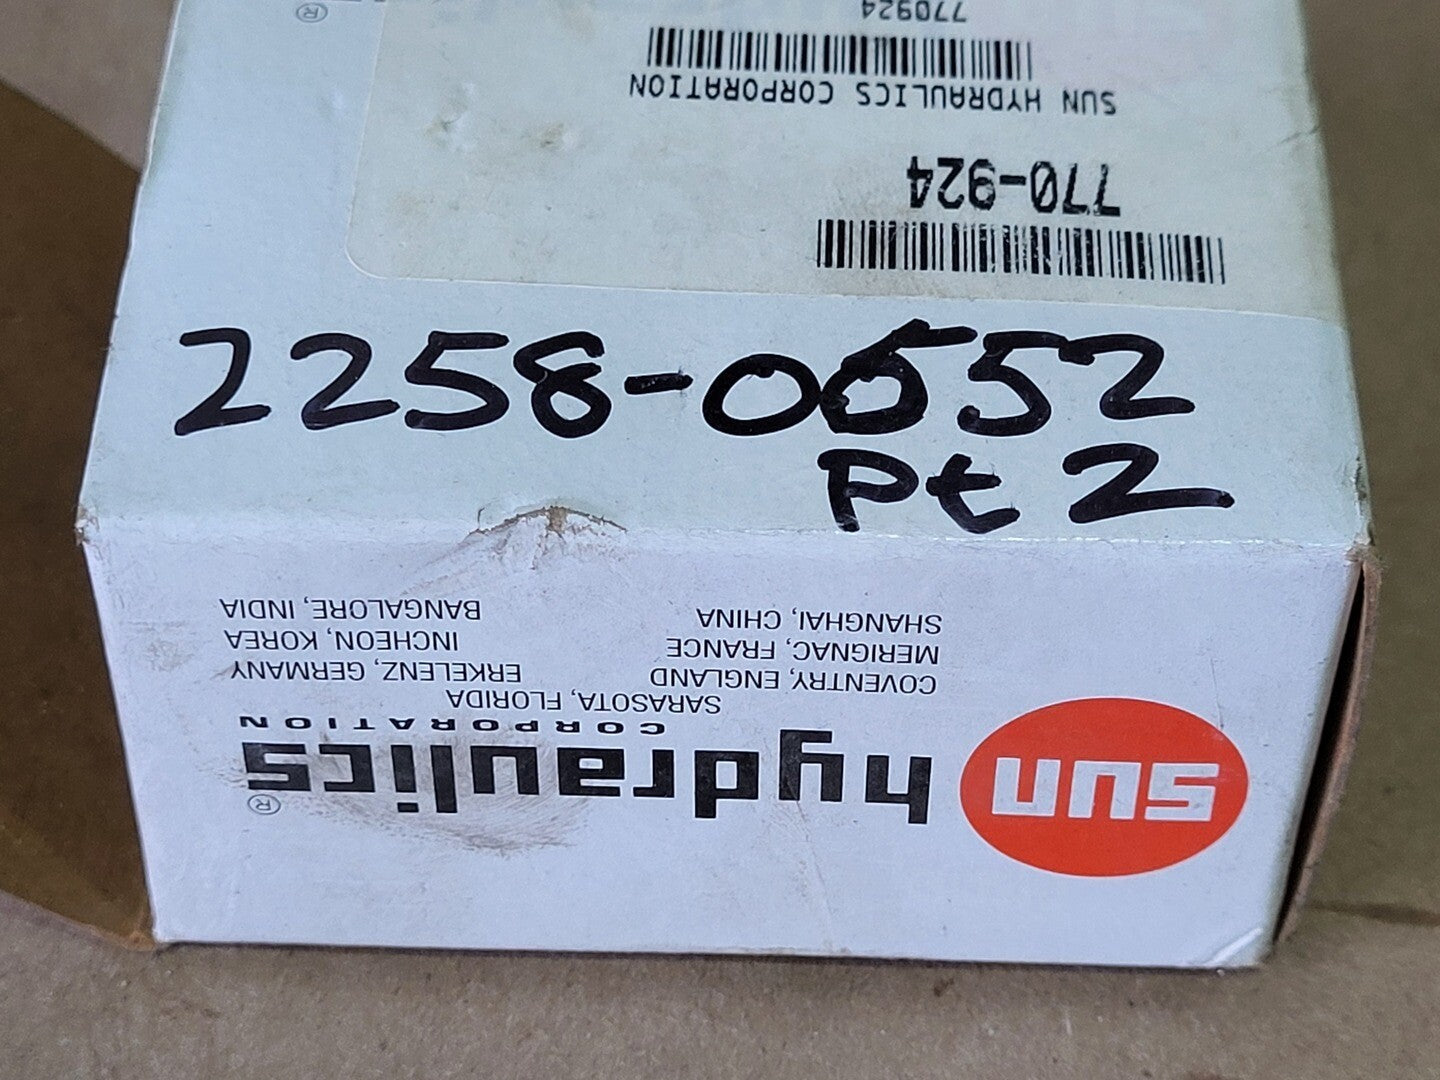 2258-0552
Pt 2
sun hydraulics®
CORPORATION
SARASOTA, FLORIDA
COVENTRY, ENGLAND ERKELENZ, GERMANY
MERIGNAC, FRANCE INCHEON, KOREA
SHANGHAI, CHINA BANGALORE, INDIA
770-924
SUN HYDRAULICS CORPORATION
770924
®